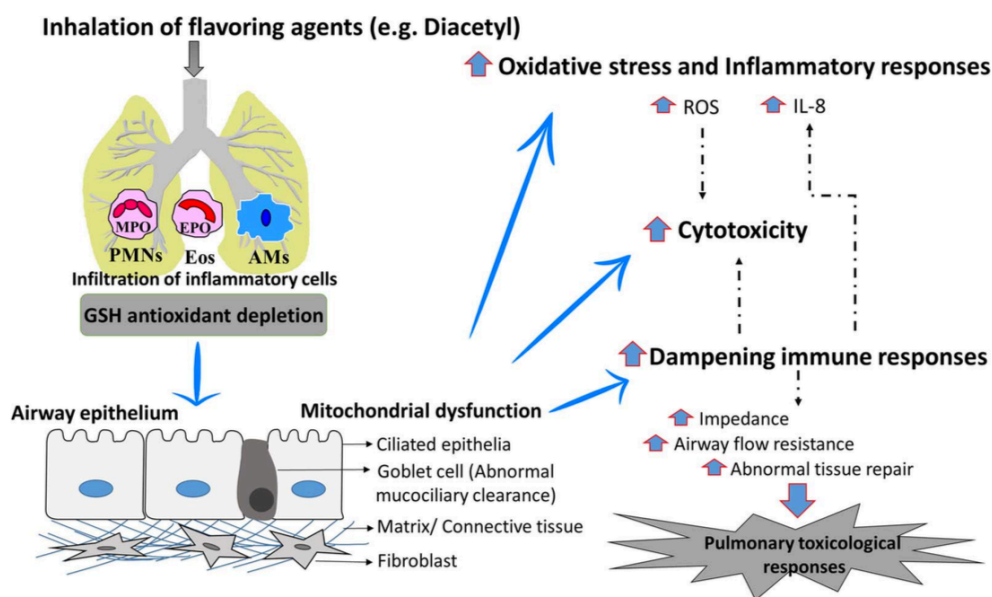 Inhalation of flavoring agents (e.g. Diacetyl)
MPO
EPO
PMNs
Eos
AMs
Infiltration of inflammatory cells
GSH antioxidant depletion
Airway epithelium
Mitochondrial dysfunction
Ciliated epithelia
Goblet cell (Abnormal
mucociliary clearance)
Matrix/ Connective tissue
Fibroblast
Oxidative stress and Inflammatory responses
ROS
IL-8
Cytotoxicity
Dampening immune responses
Impedance
Airway flow resistance
Abnormal tissue repair
Pulmonary toxicological
responses